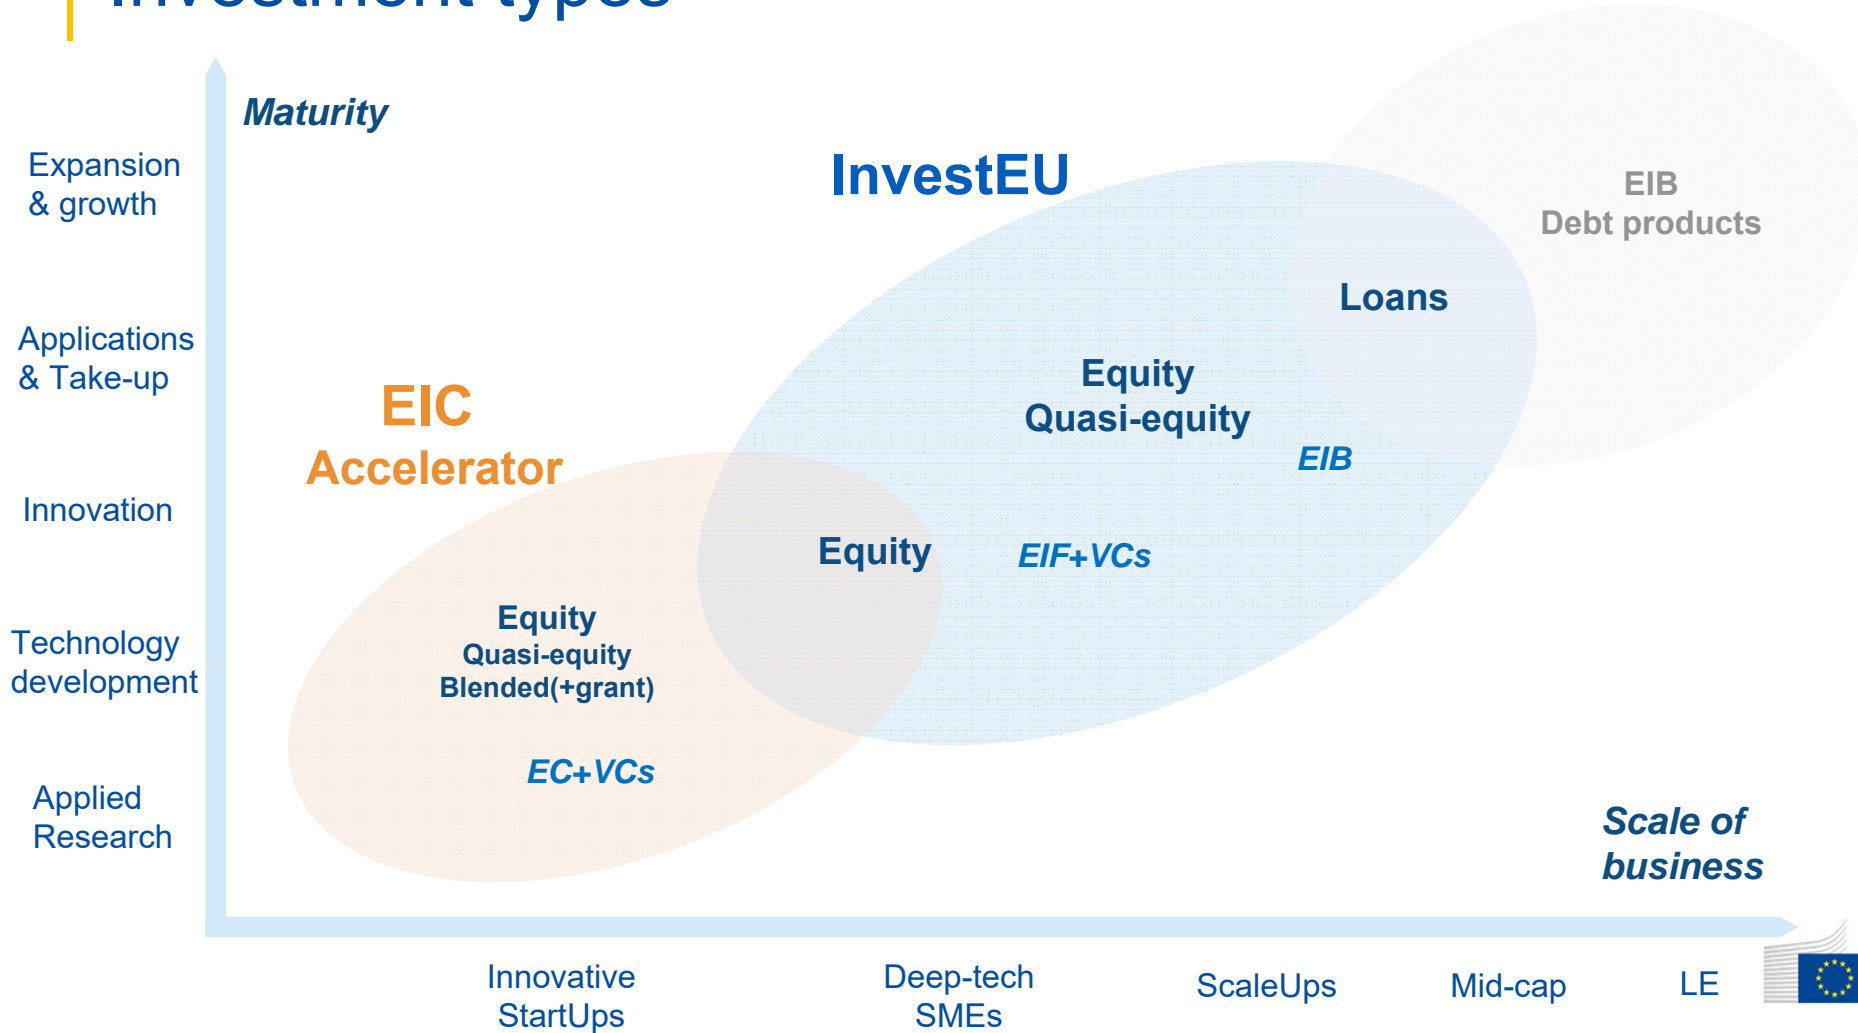 Investment types
Maturity
Expansion
& growth
InvestEU
EIB
Debt products
Loans
Applications
& Take-up
Equity
Quasi-equity
EIB
EIC
Accelerator
Innovation
Equity
EIF+VCs
Equity
Quasi-equity
Blended(+grant)
Technology
development
EC+VCs
Applied
Research
Scale of
business
Innovative
StartUps
Deep-tech
SMEs
ScaleUps
Mid-cap
LE